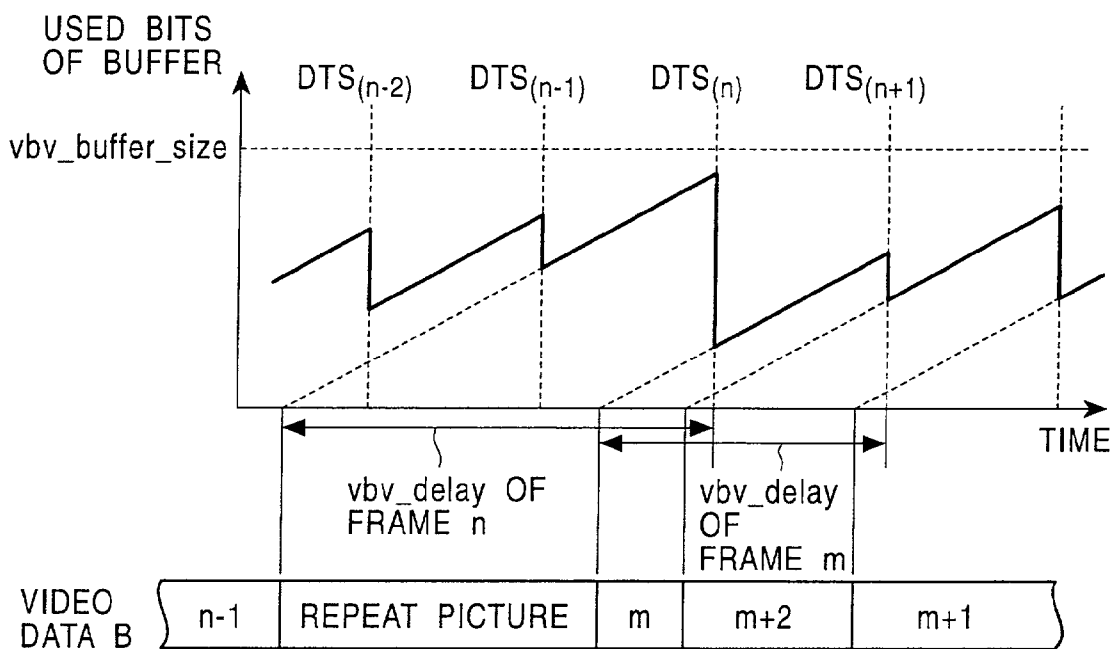 USED BITS
OF BUFFER
DTS(n-2)
DTS(n-1)
DTS(n)
DTS(n+1)
vbv_buffer_size
TIME
vbv_delay OF
FRAME n
vbv_delay
OF
FRAME m
VIDEO
DATA B
n-1
REPEAT PICTURE
m
m+2
m+1